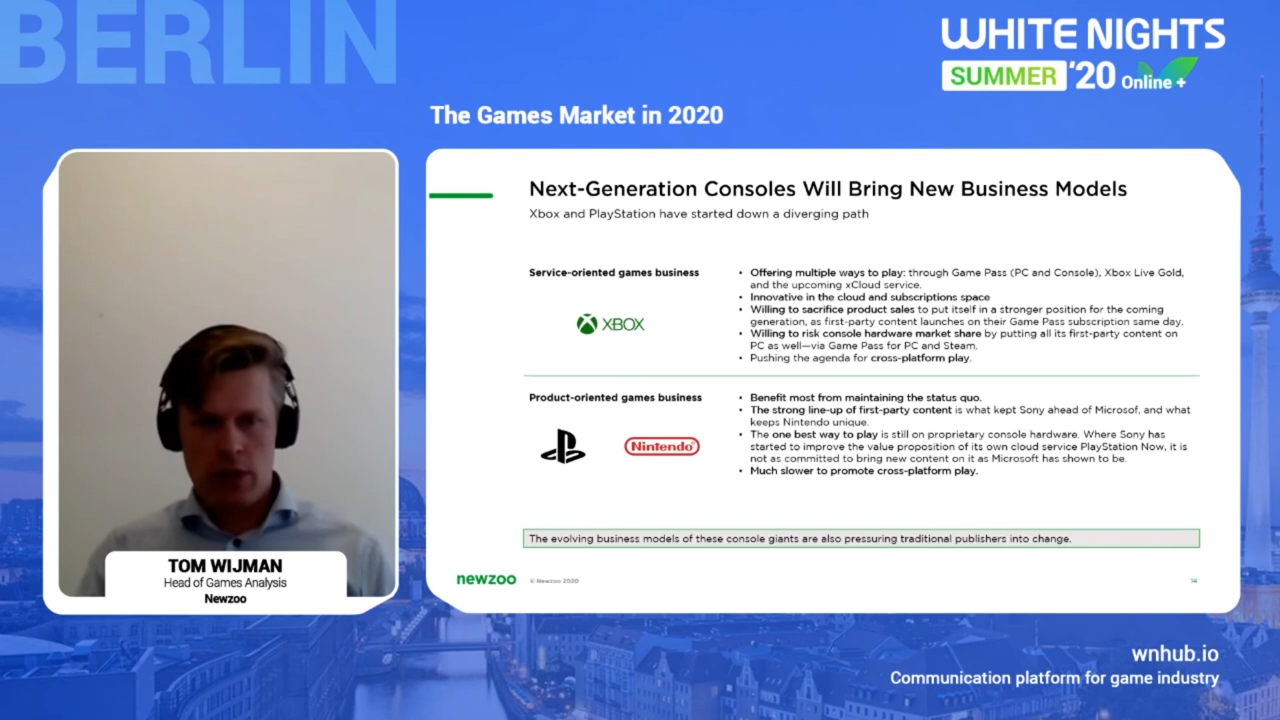 BERLIN
WHITE NIGHTS
SUMMER '20 Online +
The Games Market in 2020
Next-Generation Consoles Will Bring New Business Models
Xbox and PlayStation have started down a diverging path
Service-oriented games business
XBOX
• Offering multiple ways to play: through Game Pass (PC and Console), Xbox Live Gold,
and the upcoming xCloud service.
• Innovative in the cloud and subscriptions space
• Willing to sacrifice product sales to put itself in a stronger position for the coming
generation, as first-party content launches on their Game Pass subscription same day.
• Willing to risk console hardware market share by putting all its first-party content on
PC as well—via Game Pass for PC and Steam.
• Pushing the agenda for cross-platform play.
Product-oriented games business
Nintendo
• Benefit most from maintaining the status quo.
• The strong line-up of first-party content is what kept Sony ahead of Microsof, and what
keeps Nintendo unique.
• The one best way to play is still on proprietary console hardware. Where Sony has
started to improve the value proposition of its own cloud service PlayStation Now, it is
not as committed to bring new content on it as Microsoft has shown to be.
• Much slower to promote cross-platform play.
The evolving business models of these console giants are also pressuring traditional publishers into change.
newzoo
© Newzoo 2020
14
TOM WIJMAN
Head of Games Analysis
Newzoo
wnhub.io
Communication platform for game industry